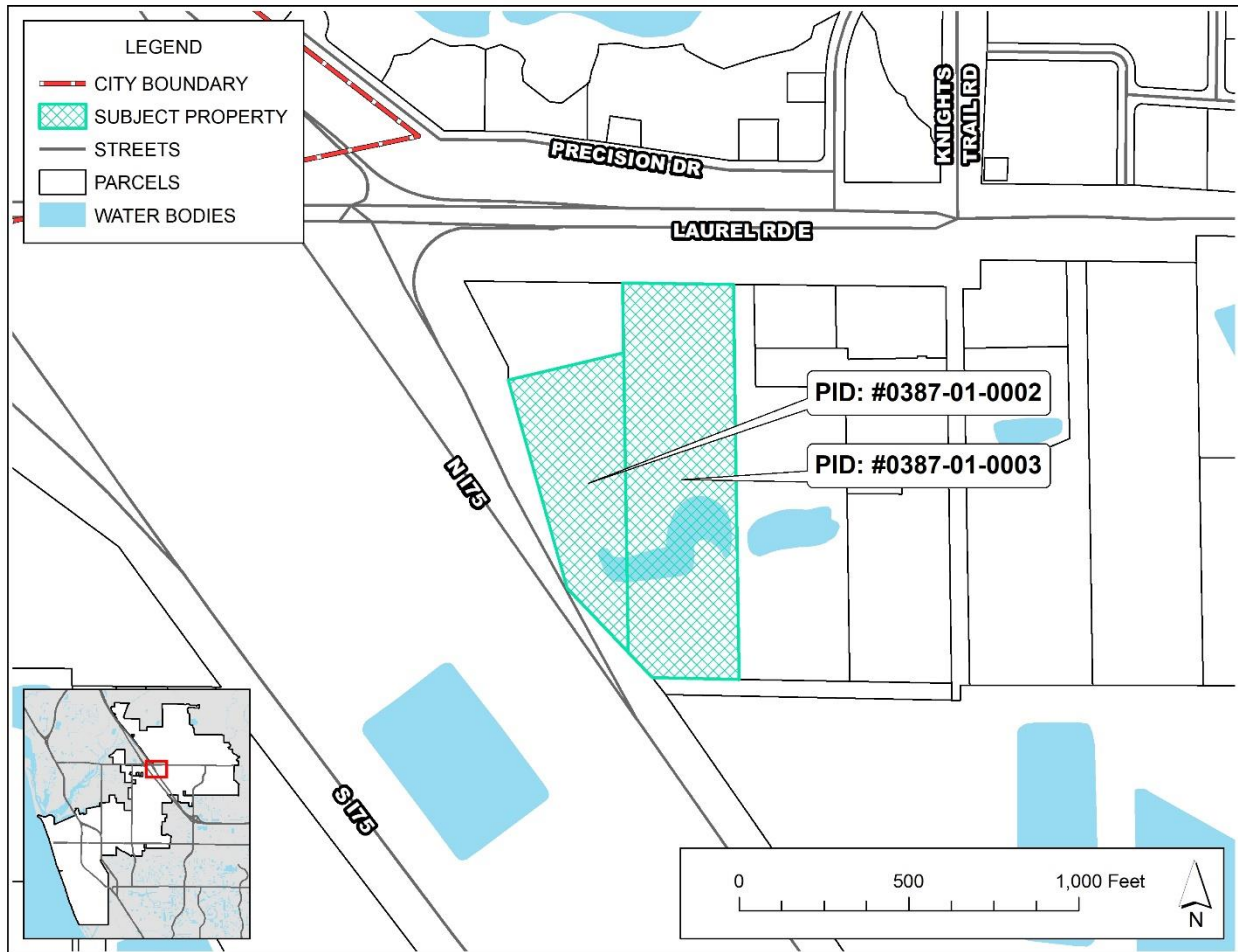 LEGEND
CITY BOUNDARY
SUBJECT PROPERTY
STREETS
PARCELS
WATER BODIES
KNIGHTS
TRAIL RD
PRECISION DR
LAUREL RD E
PID: #0387-01-0002
PID: #0387-01-0003
N I75
S I75
0 500 1,000 Feet
N